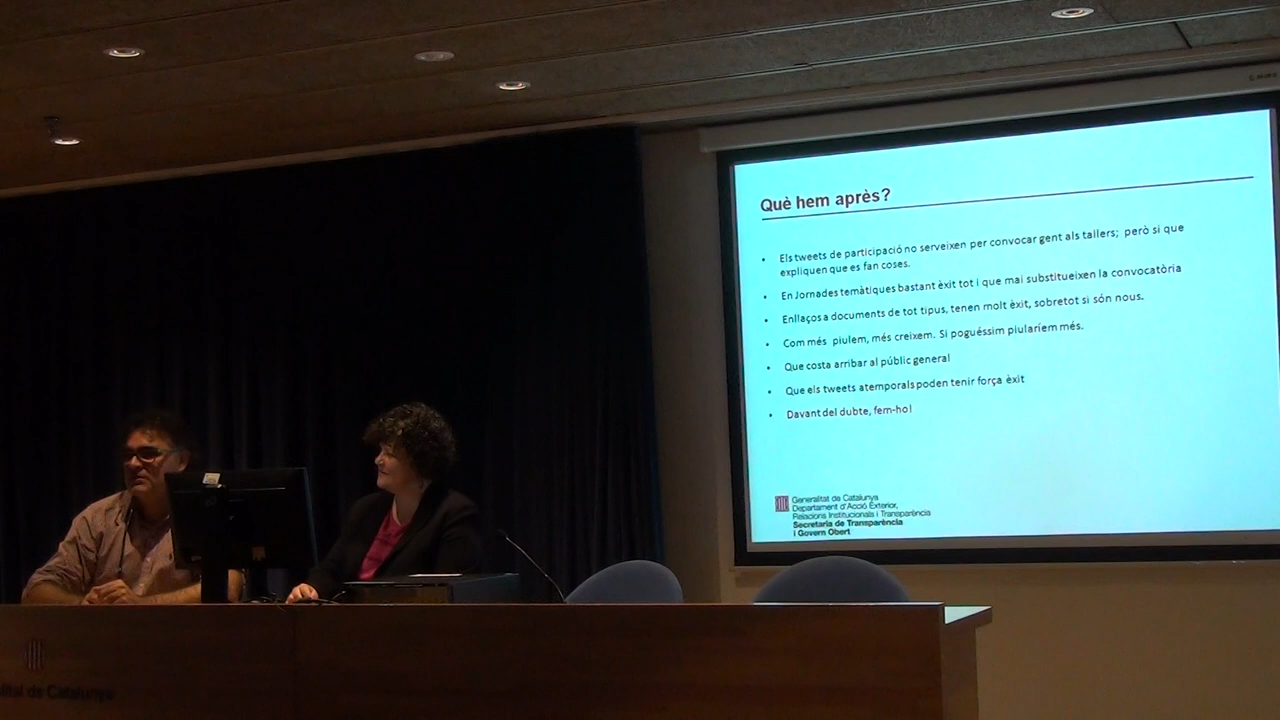 Què hem après?
• Els tweets de participació no serveixen per convocar gent als tallers; però si que
expliquen que es fan coses.
• En Jornades temàtiques bastant èxit tot i que mai substitueixen la convocatòria
• Enllaços a documents de tot tipus, tenen molt èxit, sobretot si són nous.
• Com més piulem, més creixem. Si poguéssim piularíem més.
• Que costa arribar al públic general
• Que els tweets atemporals poden tenir força èxit
• Davant del dubte, fem-ho!
Generalitat de Catalunya
Departament d'Acció Exterior,
Relacions Institucionals i Transparència
Secretaria de Transparència
i Govern Obert
de Catalunya